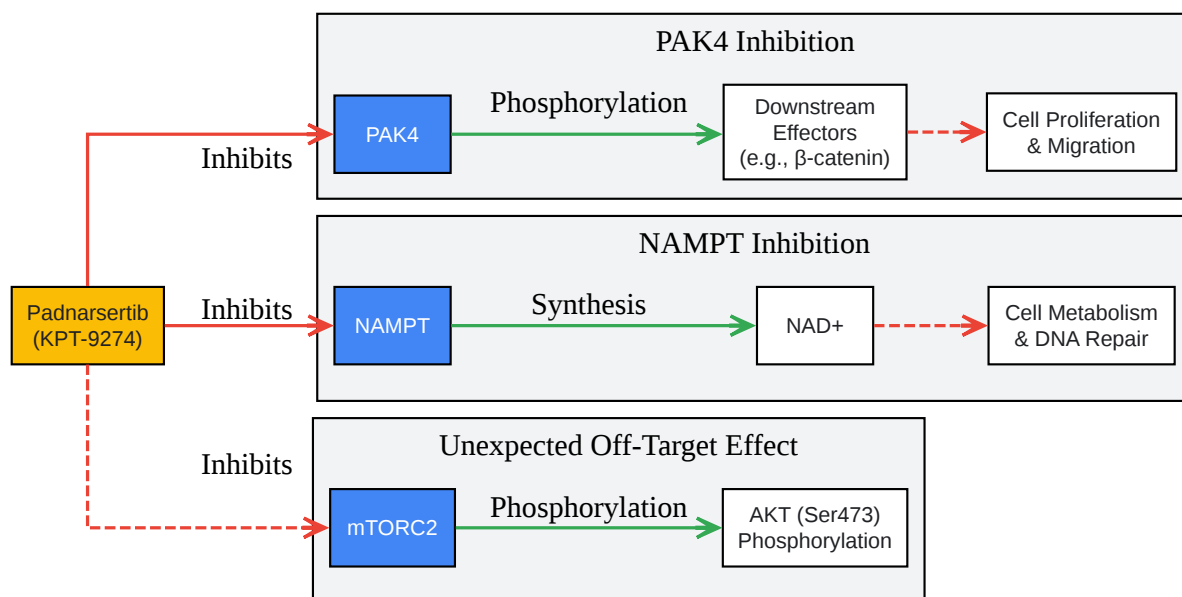 PAK4 Inhibition
Inhibits
PAK4
Phosphorylation
Downstream
Effectors
(e.g., β-catenin)
Cell Proliferation
& Migration
NAMPT Inhibition
Padnarsertib
(KPT-9274)
Inhibits
NAMPT
Synthesis
NAD+
Cell Metabolism
& DNA Repair
Unexpected Off-Target Effect
Inhibits
mTORC2
Phosphorylation
AKT (Ser473)
Phosphorylation